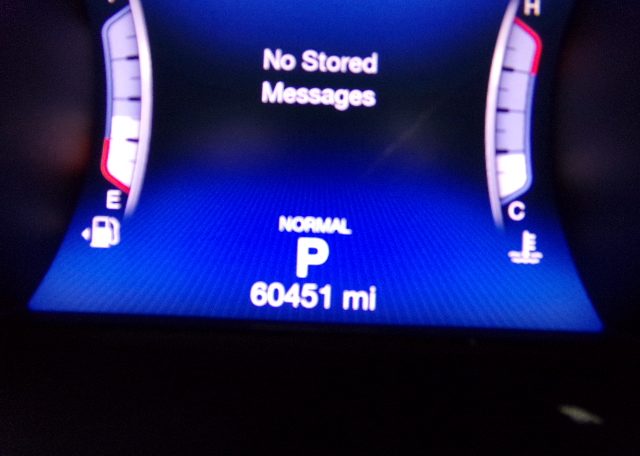 H
No Stored
Messages
E
C
NORMAL
P
60451 mi